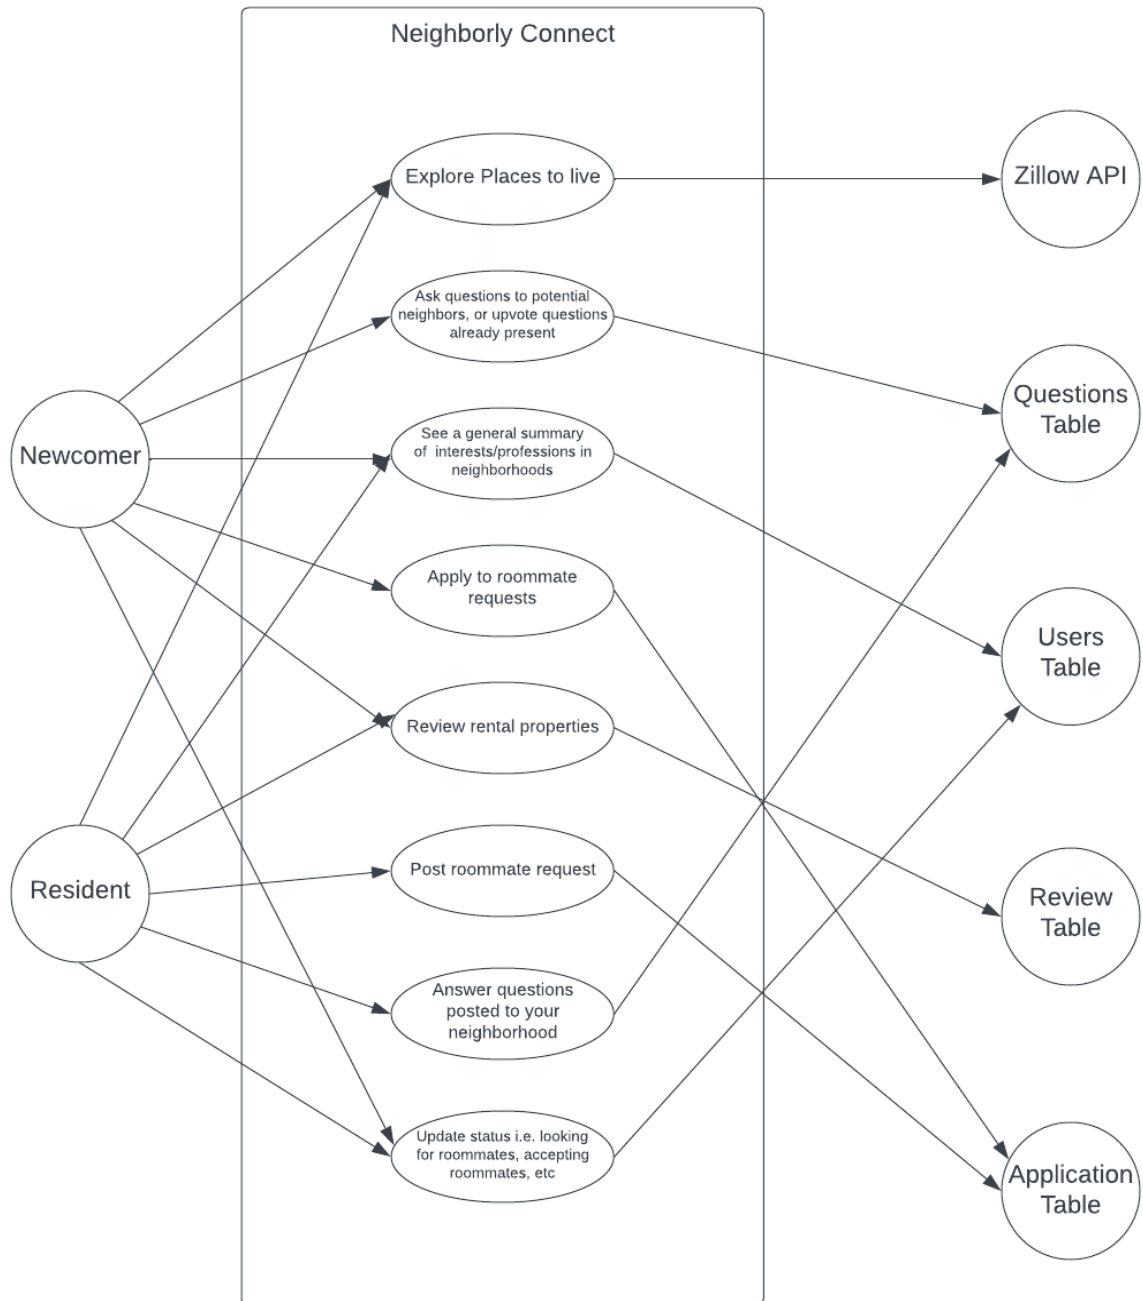 Neighborly Connect
Explore Places to live
Zillow API
Ask questions to potential
neighbors, or upvote questions
already present
Questions
Table
Newcomer
See a general summary
of interests/professions in
neighborhoods
Apply to roommate
requests
Users
Table
Review rental properties
Resident
Post roommate request
Review
Table
Answer questions
posted to your
neighborhood
Update status i.e. looking
for roommates, accepting
roommates, etc
Application
Table